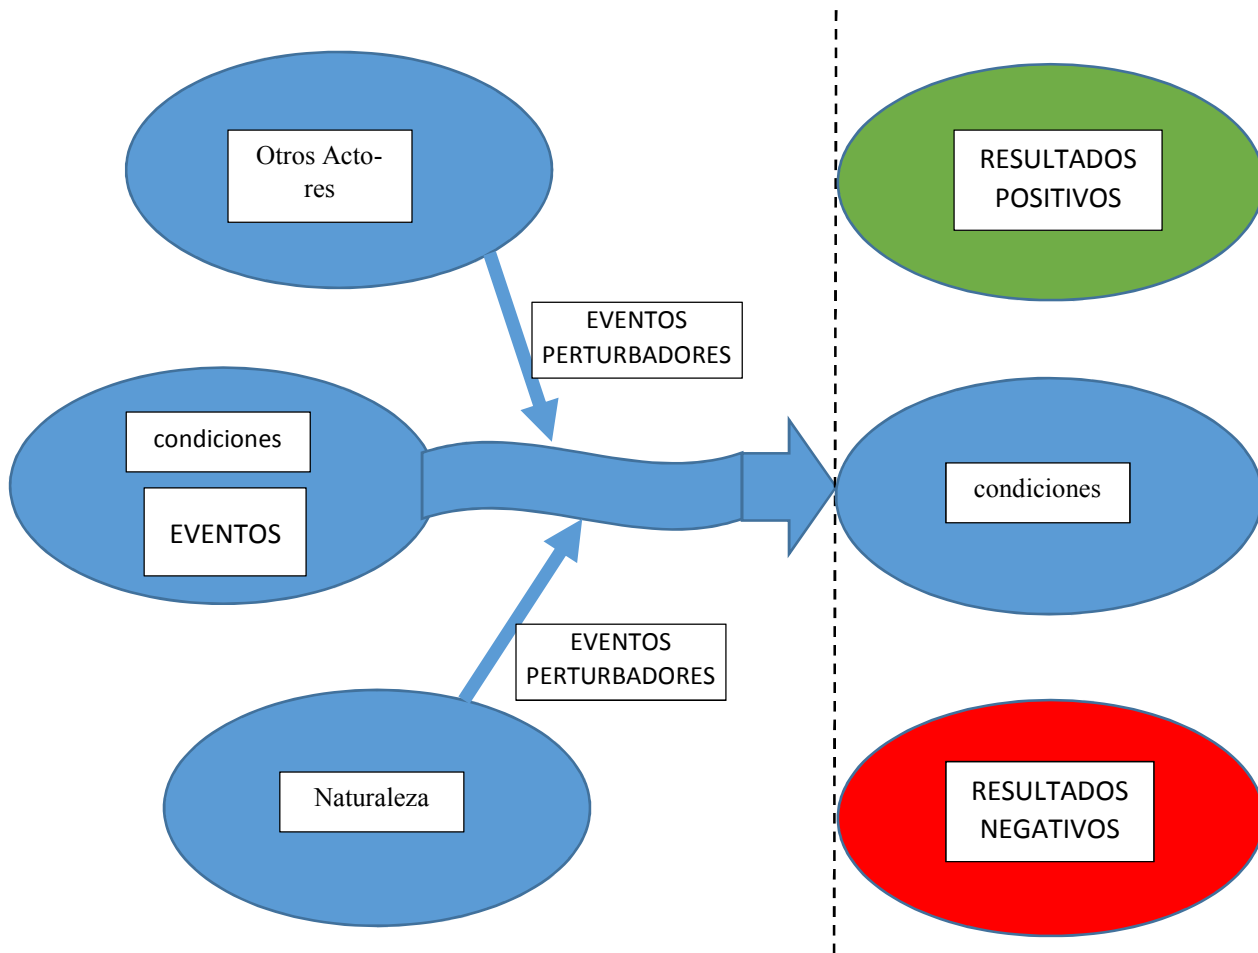 Otros Acto-
res
RESULTADOS
POSITIVOS
EVENTOS
PERTURBADORES
condiciones
EVENTOS
condiciones
EVENTOS
PERTURBADORES
Naturaleza
RESULTADOS
NEGATIVOS